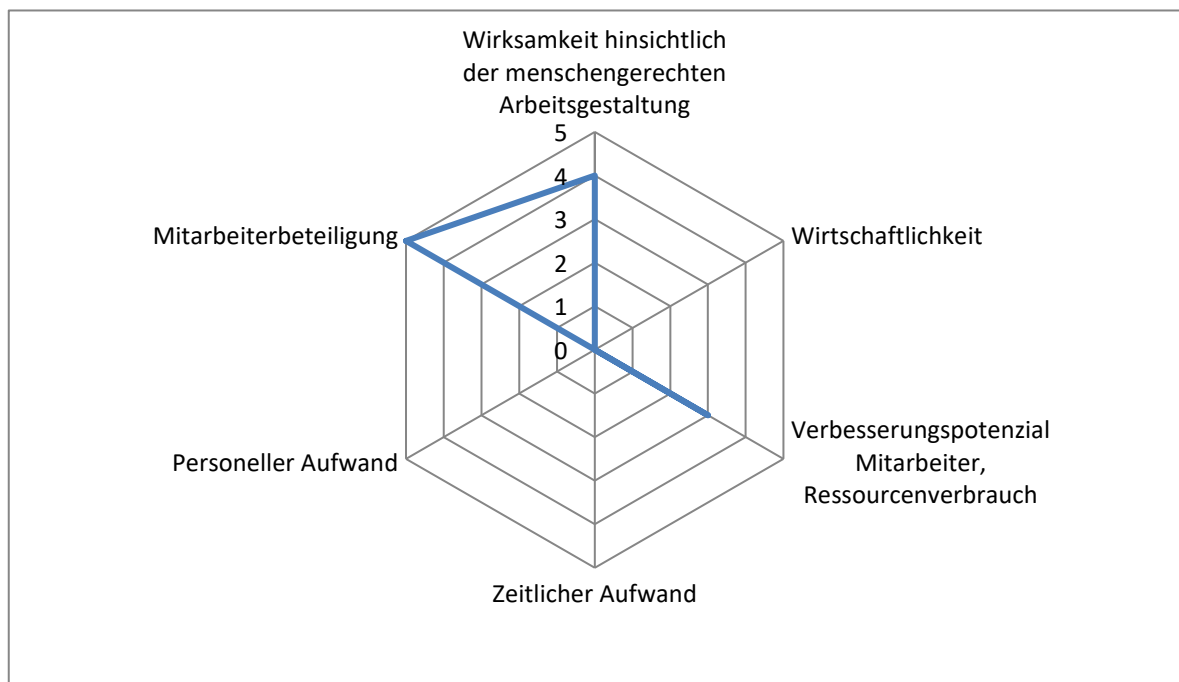 Wirksamkeit hinsichtlich
der menschengerechten
Arbeitsgestaltung
5
4
3
2
1
0
Wirtschaftlichkeit
Verbesserungspotenzial
Mitarbeiter,
Ressourcenverbrauch
Zeitlicher Aufwand
Personeller Aufwand
Mitarbeiterbeteiligung